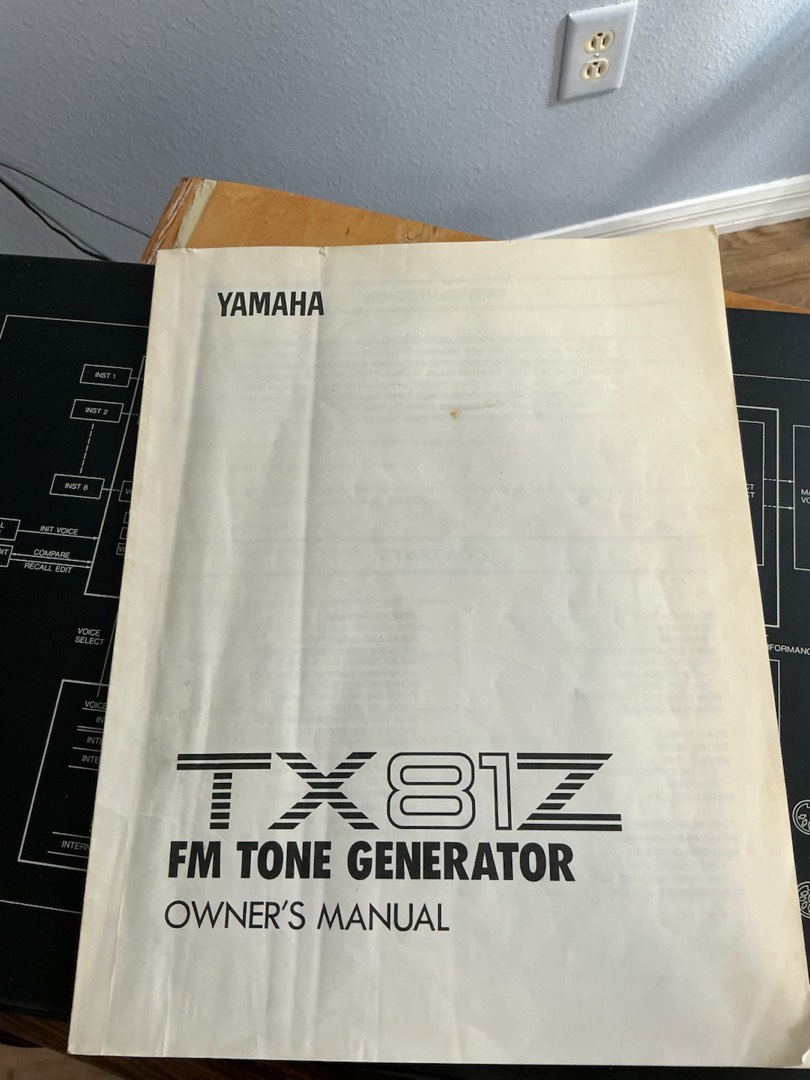 YAMAHA
TX81Z
FM TONE GENERATOR
OWNER'S MANUAL
INST 1
INST 2
INST 8
INIT VOICE
COMPARE
RECALL EDIT
VOICE
SELECT